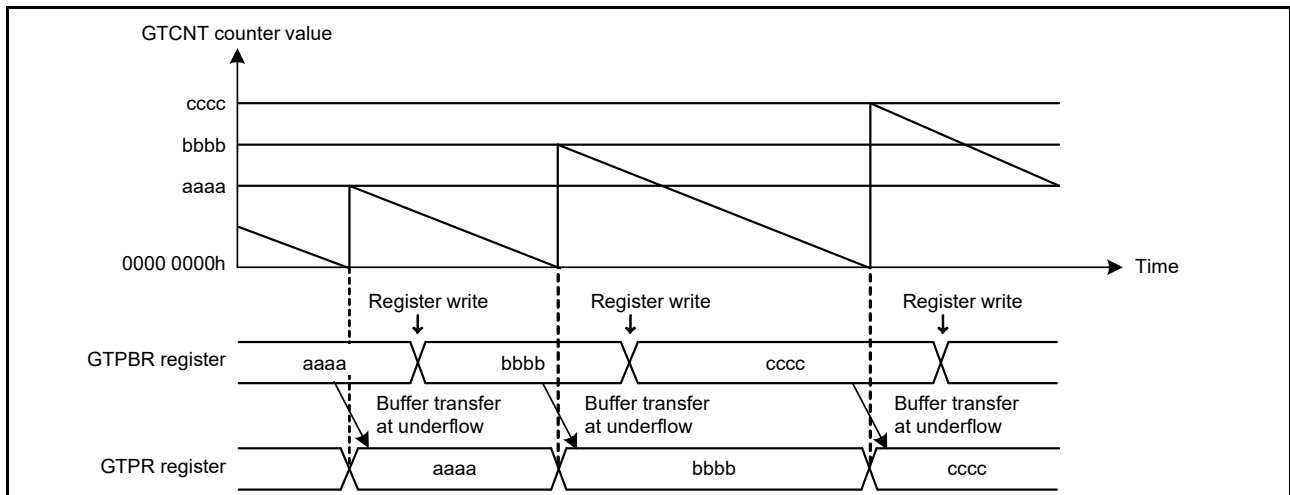 GTCNT counter value
cccc
bbbb
aaaa
0000 0000h
Time
Register write
Register write
Register write
GTPBR register
aaaa
bbbb
cccc
Buffer transfer
at underflow
Buffer transfer
at underflow
Buffer transfer
at underflow
GTPR register
aaaa
bbbb
cccc